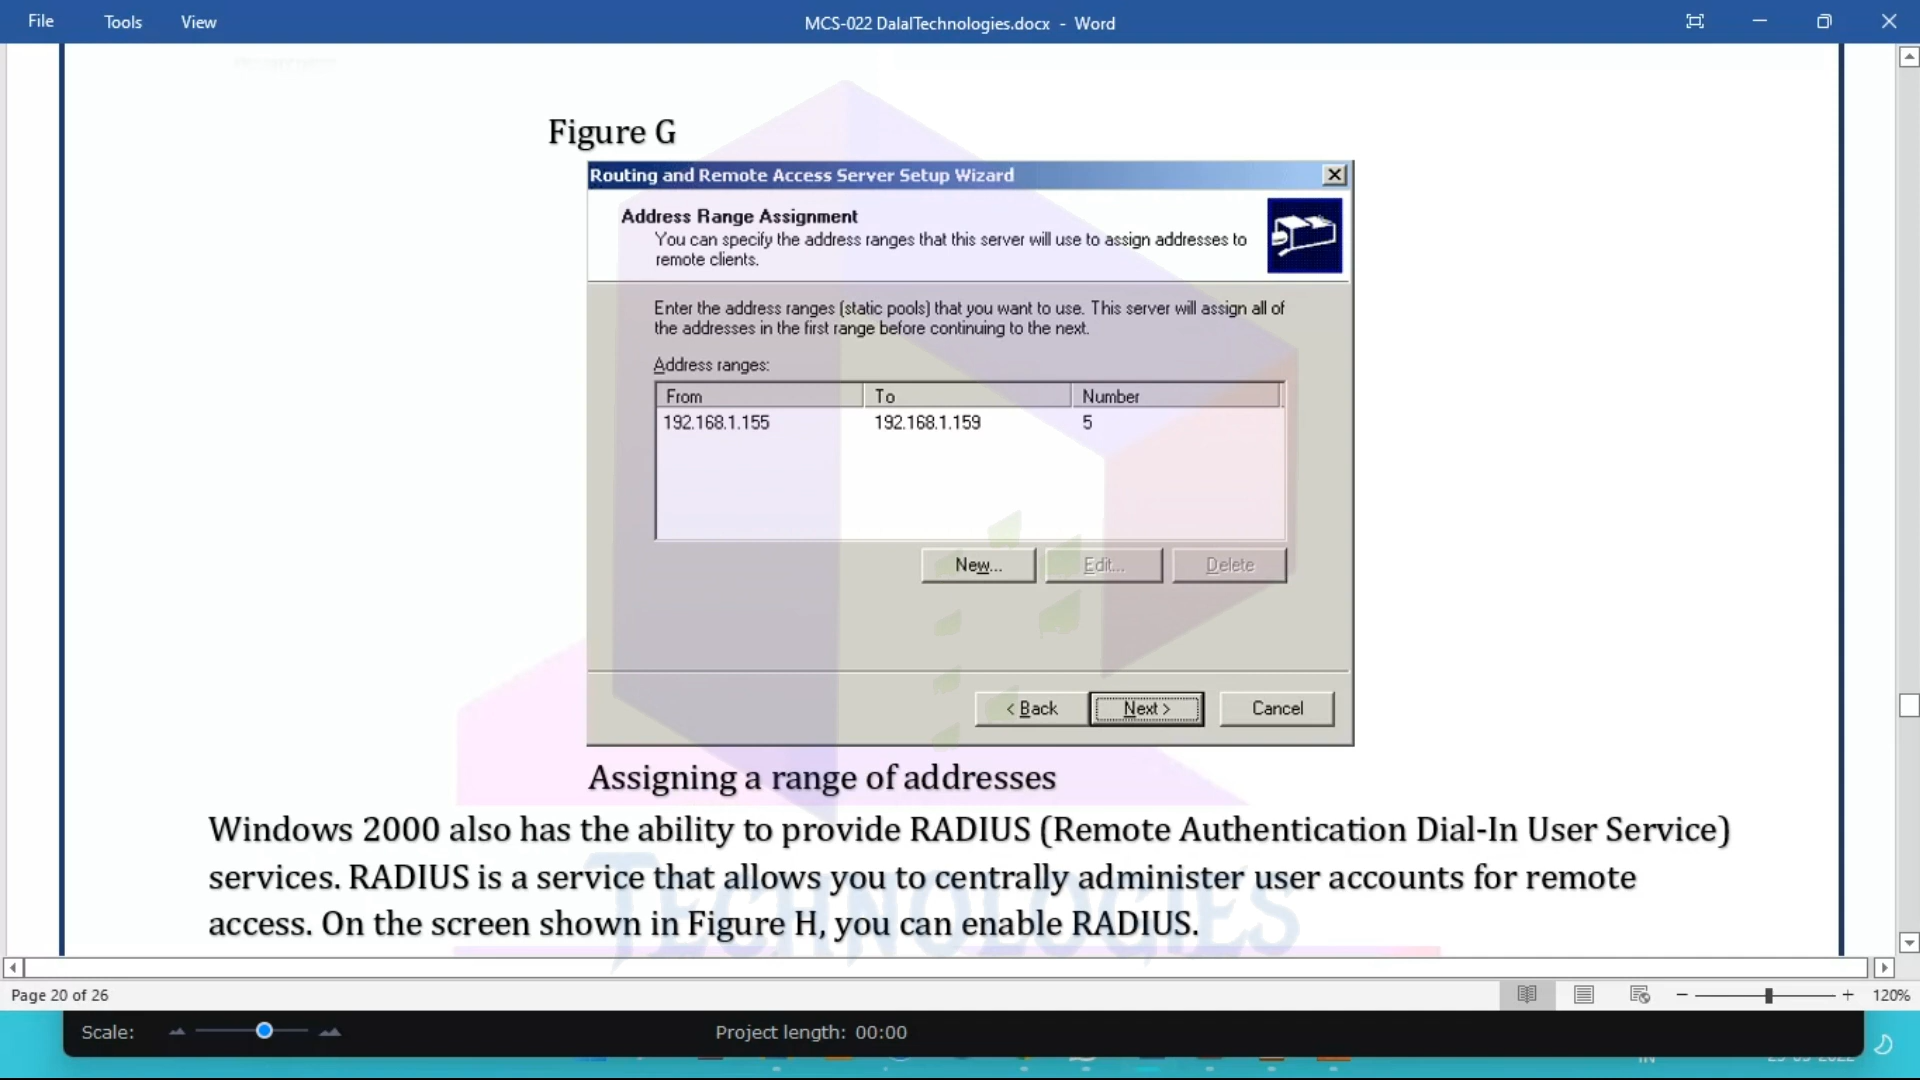 File Tools View MCS-022 DalalTechnologies.docx - Word
Figure G
Routing and Remote Access Server Setup Wizard
Address Range Assignment
You can specify the address ranges that this server will use to assign addresses to
remote clients.
Enter the address ranges (static pools) that you want to use. This server will assign all of
the addresses in the first range before continuing to the next.
Address ranges:
From To Number
192.168.1.155 192.168.1.159 5
New... Edit... Delete
< Back Next > Cancel
Assigning a range of addresses
Windows 2000 also has the ability to provide RADIUS (Remote Authentication Dial-In User Service)
services. RADIUS is a service that allows you to centrally administer user accounts for remote
access. On the screen shown in Figure H, you can enable RADIUS.
TECHNOLOGIES
Page 20 of 26 120%
Scale: Project length: 00:00